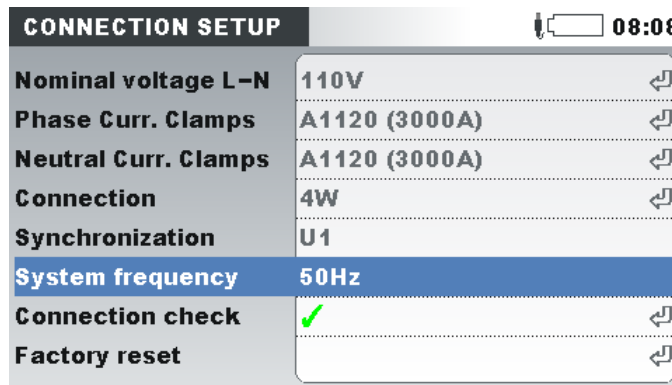 CONNECTION SETUP 08:08
Nominal voltage L-N 110V
Phase Curr. Clamps A1120 (3000A)
Neutral Curr. Clamps A1120 (3000A)
Connection 4W
Synchronization U1
System frequency 50Hz
Connection check ✓
Factory reset